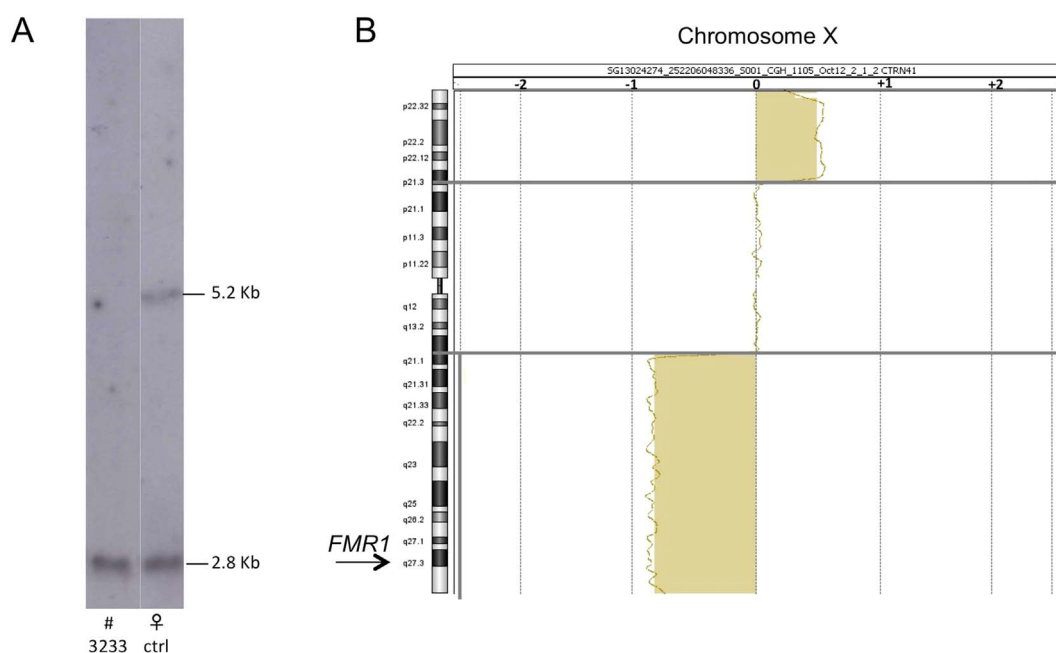 A
5.2 Kb
2.8 Kb
# ♀
3233 ctrl
B
Chromosome X
SG13024274_252206048336_S001_CGH_1105_Oct12_2_1_2 CTRN41
-2 -1 0 +1 +2
p22.32
p22.2
p22.12
p21.3
p21.1
p11.3
p11.22
q12
q13.2
q21.1
q21.31
q21.33
q22.2
q23
q25
q26.2
q27.1
FMR1
q27.3